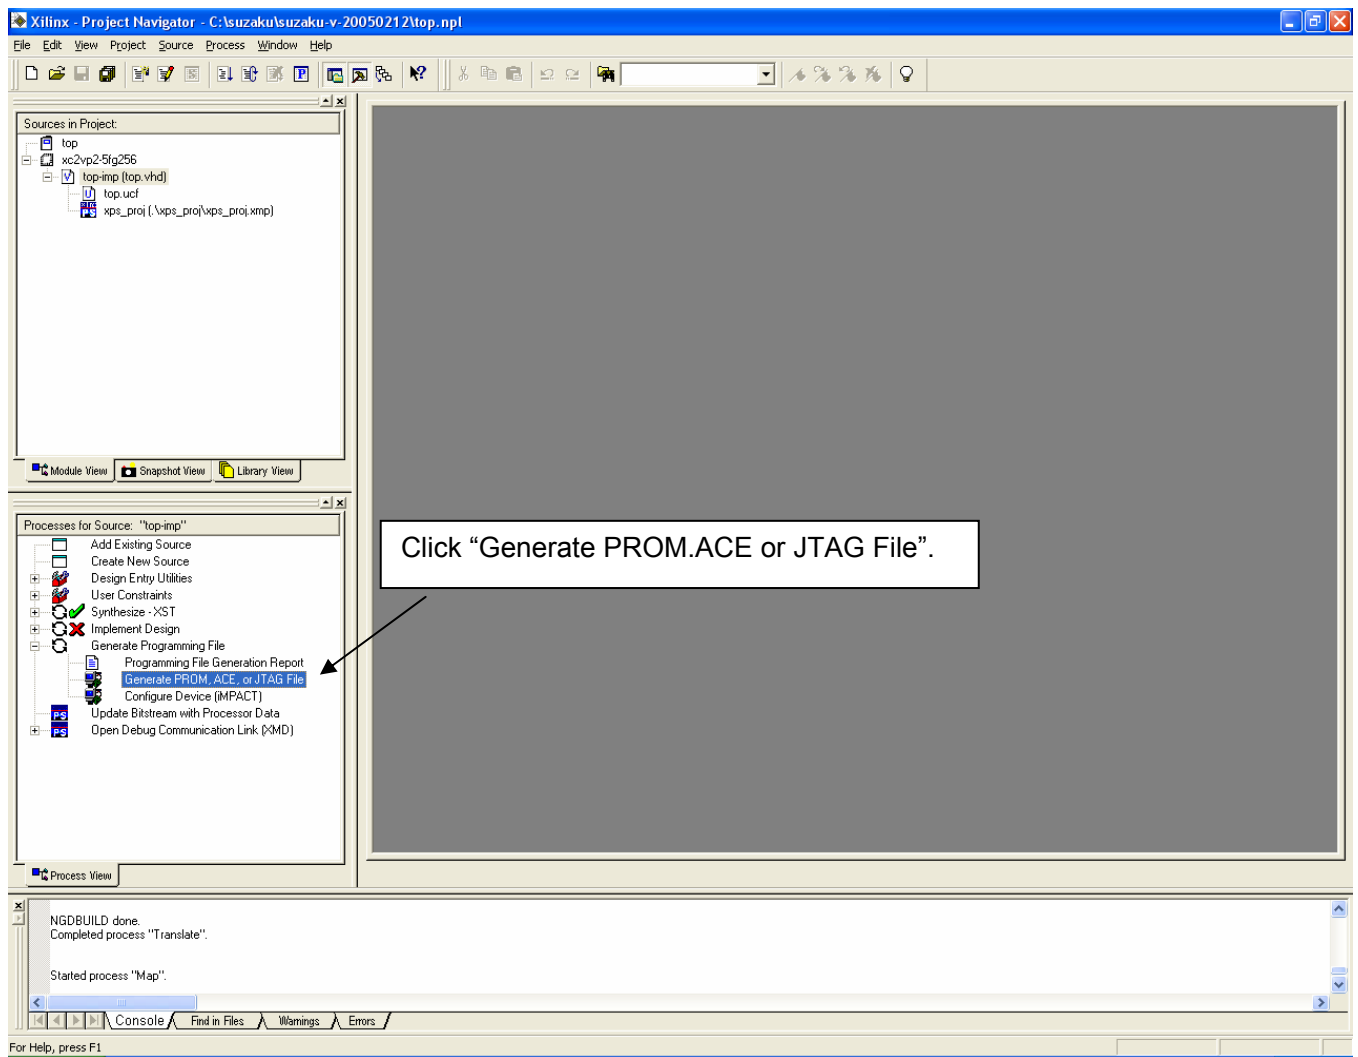 Xilinx - Project Navigator - C:\suzaku\suzaku-v-20050212\top.npl
File Edit View Project Source Process Window Help
Sources in Project:
top
xc2vp2-5fg256
top-imp (top.vhd)
top.ucf
xps_proj (.\xps_proj\xps_proj.xmp)
Module View Snapshot View Library View
Processes for Source: "top-imp"
Add Existing Source
Create New Source
Design Entry Utilities
User Constraints
Synthesize - XST
Implement Design
Generate Programming File
Programming File Generation Report
Generate PROM, ACE, or JTAG File
Configure Device (iMPACT)
Update Bitstream with Processor Data
Open Debug Communication Link (XMD)
Click “Generate PROM.ACE or JTAG File”.
Process View
NGDBUILD done.
Completed process "Translate".
Started process "Map".
Console Find in Files Warnings Errors
For Help, press F1